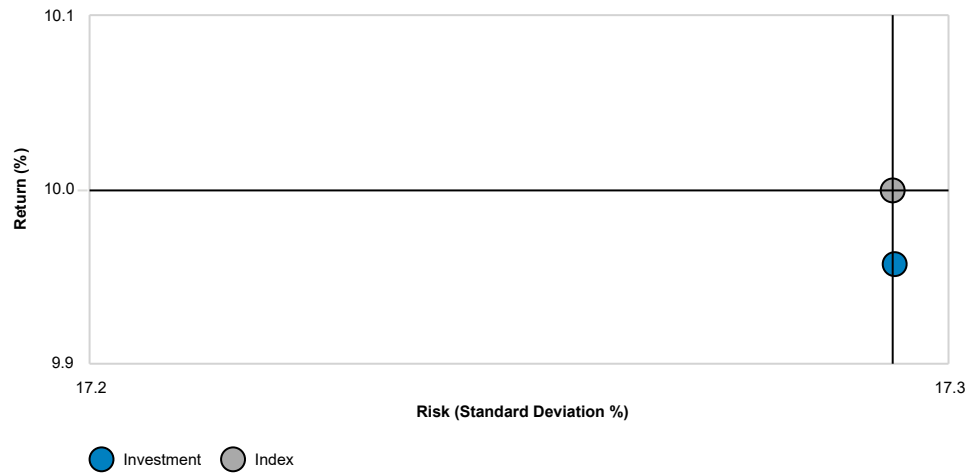 10.1
Return (%)
10.0
9.9
17.2
17.3
Risk (Standard Deviation %)
Investment
Index